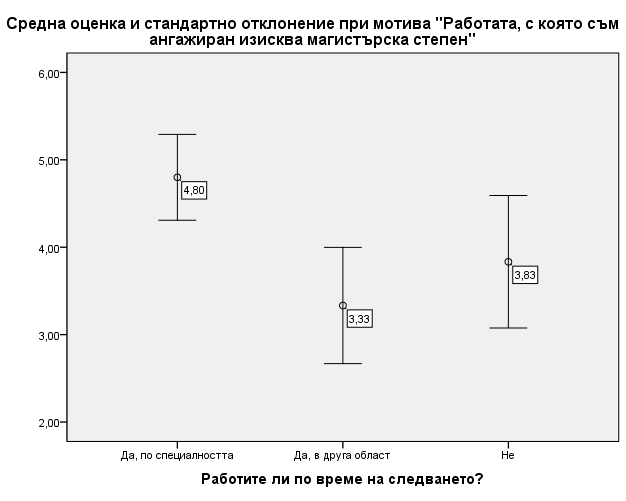 Средна оценка и стандартно отклонение при мотива "Работата, с която съм
ангажиран изисква магистърска степен"
6,00
5,00
4,00
3,00
2,00
4,80
3,33
3,83
Да, по специалността
Да, в друга област
Не
Работите ли по време на следването?